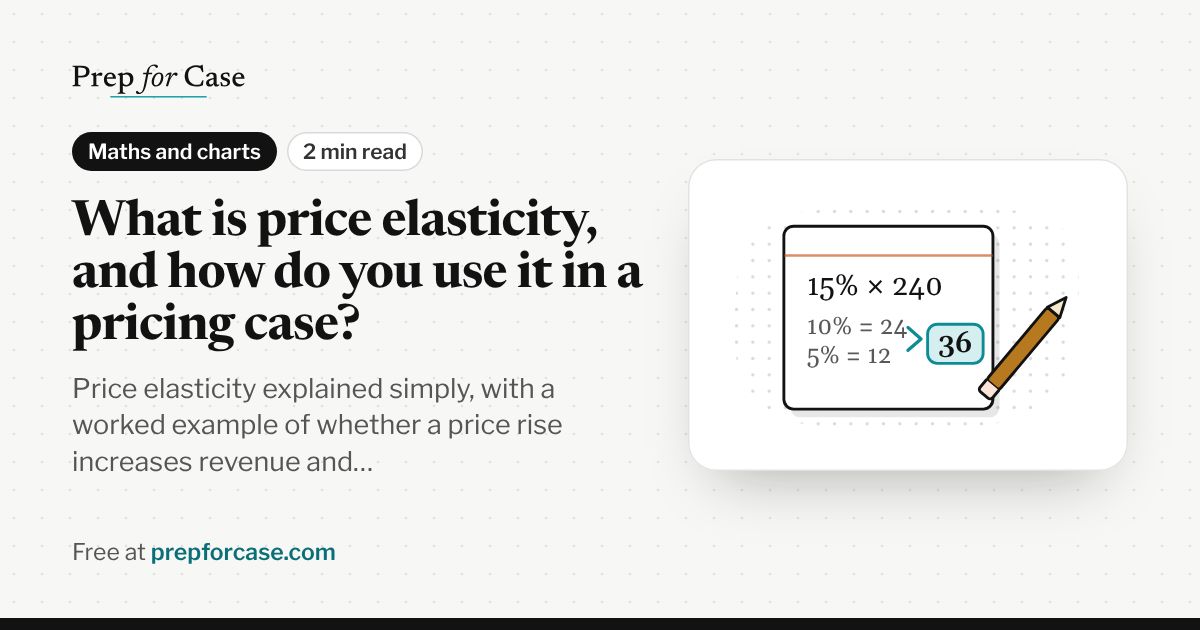 Prep for Case
Maths and charts
2 min read
What is price elasticity,
and how do you use it in a
pricing case?
Price elasticity explained simply, with a
worked example of whether a price rise
increases revenue and...
Free at prepforcase.com
15% × 240
10% = 24
5% = 12
36